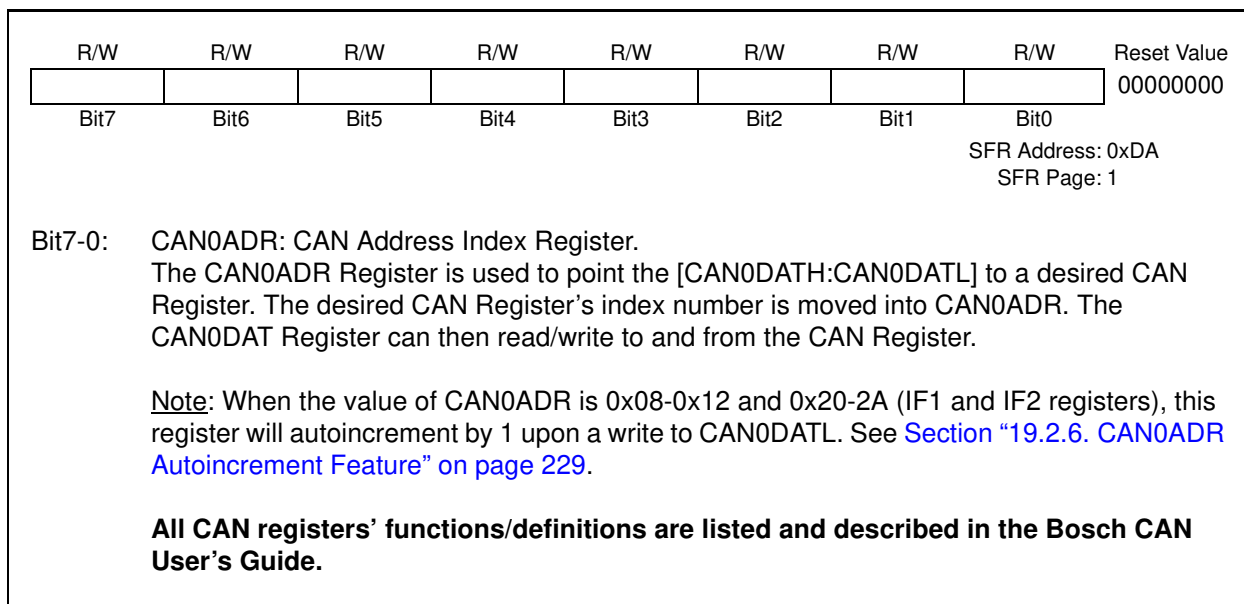 R/W R/W R/W R/W R/W R/W R/W R/W Reset Value
00000000
Bit7 Bit6 Bit5 Bit4 Bit3 Bit2 Bit1 Bit0
SFR Address: 0xDA
SFR Page: 1
Bit7-0: CAN0ADR: CAN Address Index Register.
The CAN0ADR Register is used to point the [CAN0DATH:CAN0DATL] to a desired CAN
Register. The desired CAN Register's index number is moved into CAN0ADR. The
CAN0DAT Register can then read/write to and from the CAN Register.
Note: When the value of CAN0ADR is 0x08-0x12 and 0x20-2A (IF1 and IF2 registers), this
register will autoincrement by 1 upon a write to CAN0DATL. See Section “19.2.6. CAN0ADR
Autoincrement Feature” on page 229.
All CAN registers' functions/definitions are listed and described in the Bosch CAN
User's Guide.